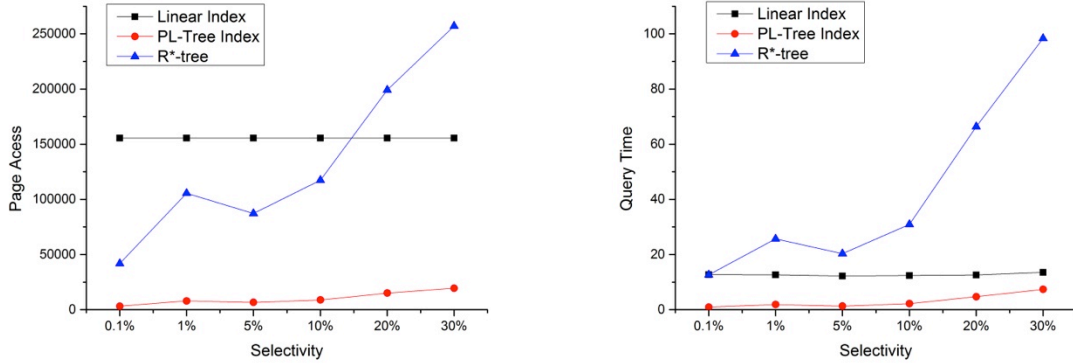 Linear Index
PL-Tree Index
R*-tree
250000
200000
150000
100000
50000
0
Page Acess
0.1% 1% 5% 10% 20% 30%
Selectivity
Linear Index
PL-Tree Index
R*-tree
100
80
60
40
20
0
Query Time
0.1% 1% 5% 10% 20% 30%
Selectivity